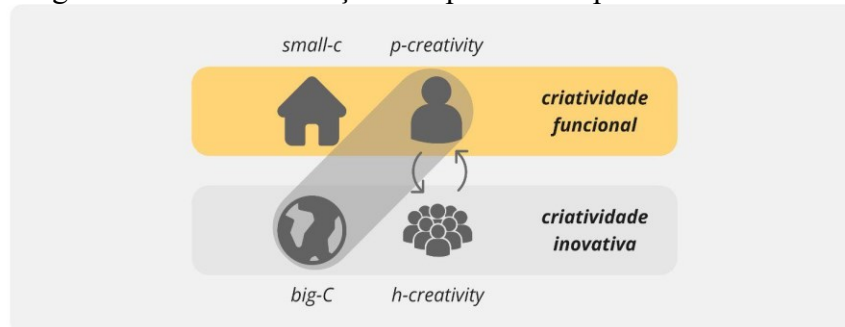 small-c p-creativity
criatividade
funcional
criatividade
inovativa
big-C h-creativity